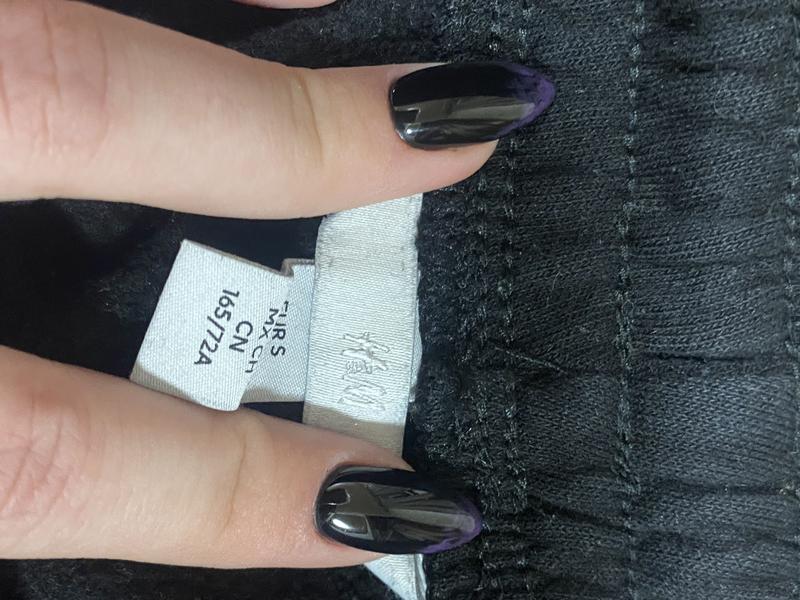 H&M
EUR S
MX CH
CN
165/72A